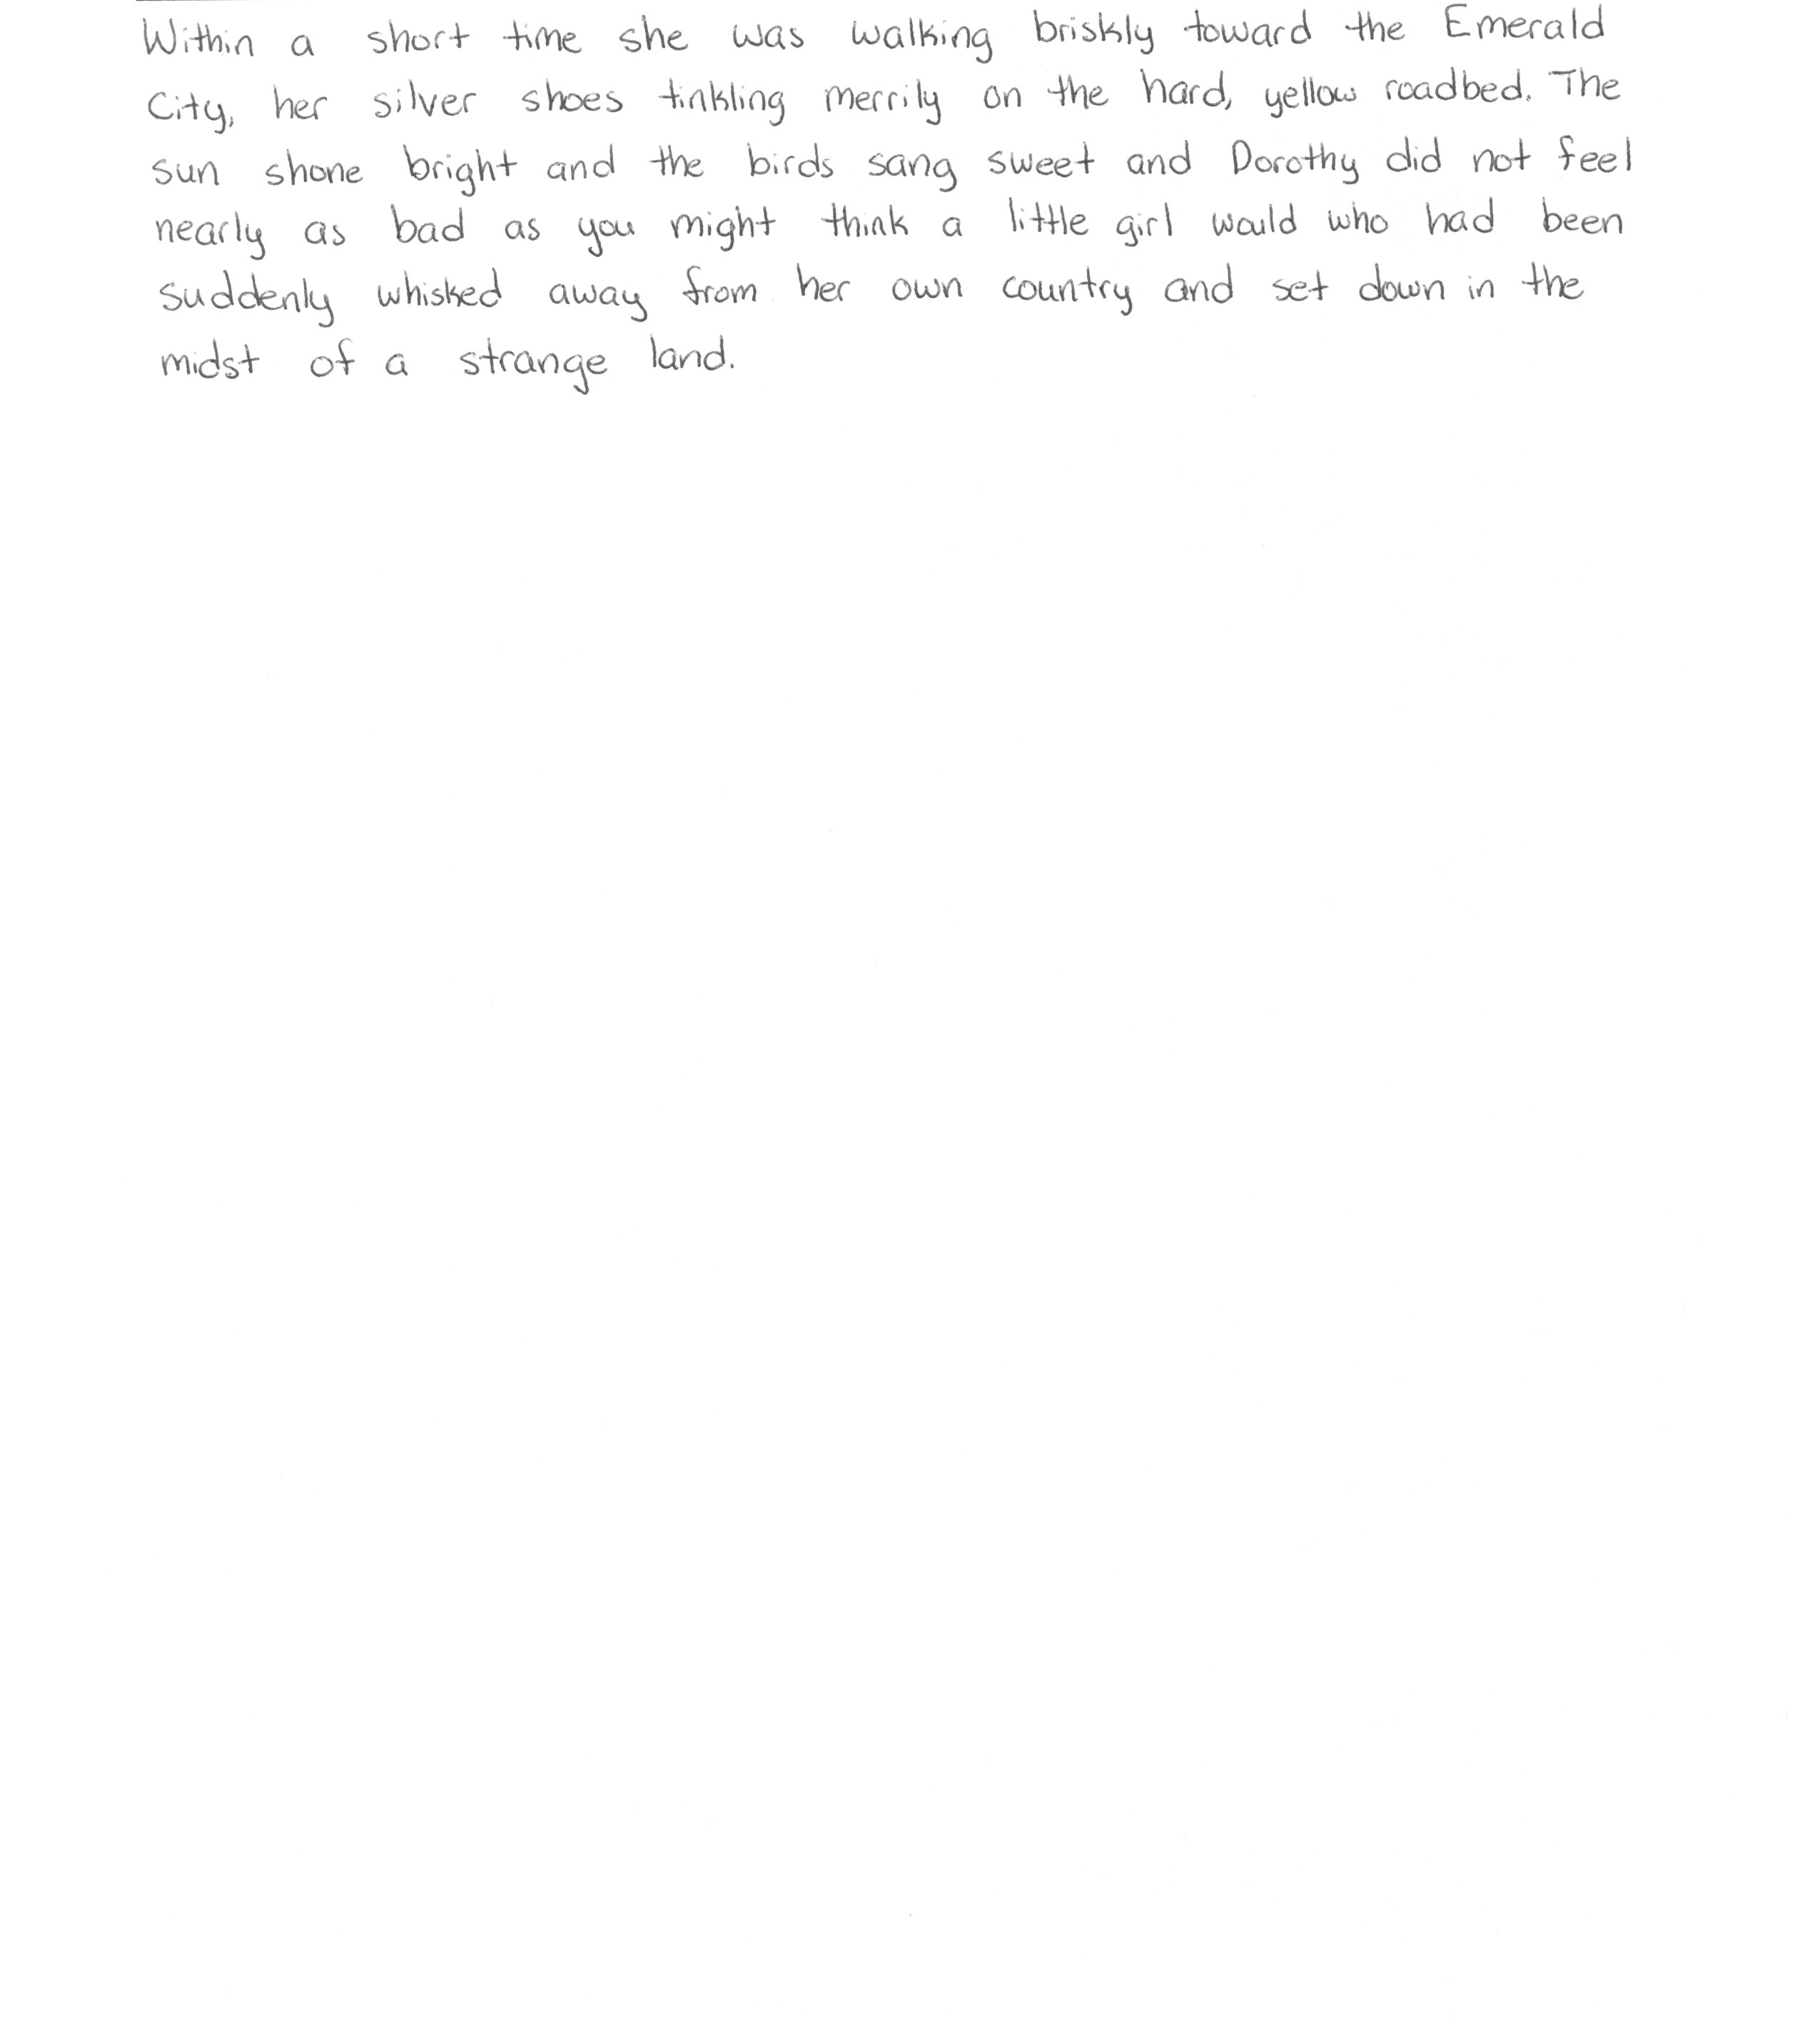 Within a short time she was walking briskly toward the Emerald
City, her silver shoes tinkling merrily on the hard, yellow roadbed. The
sun shone bright and the birds sang sweet and Dorothy did not feel
nearly as bad as you might think a little girl would who had been
suddenly whisked away from her own country and set down in the
midst of a strange land.